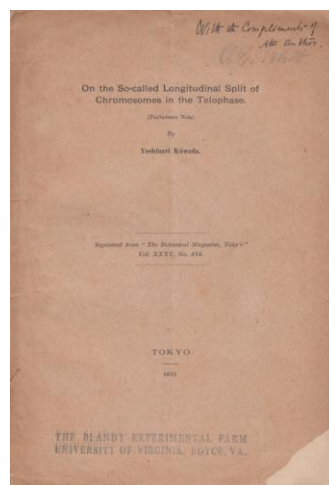 With the Compliments of
the Author.
On the So-called Longitudinal Split of
Chromosomes in the Telophase.
(Preliminary Note)
By
Yoshinari Kuwada.
Reprinted from "The Botanical Magazine, Tokyo"
Vol. XXXV, No.
TOKYO
THE BLANDY EXPERIMENTAL FARM
UNIVERSITY OF VIRGINIA, BOYCE, VA.